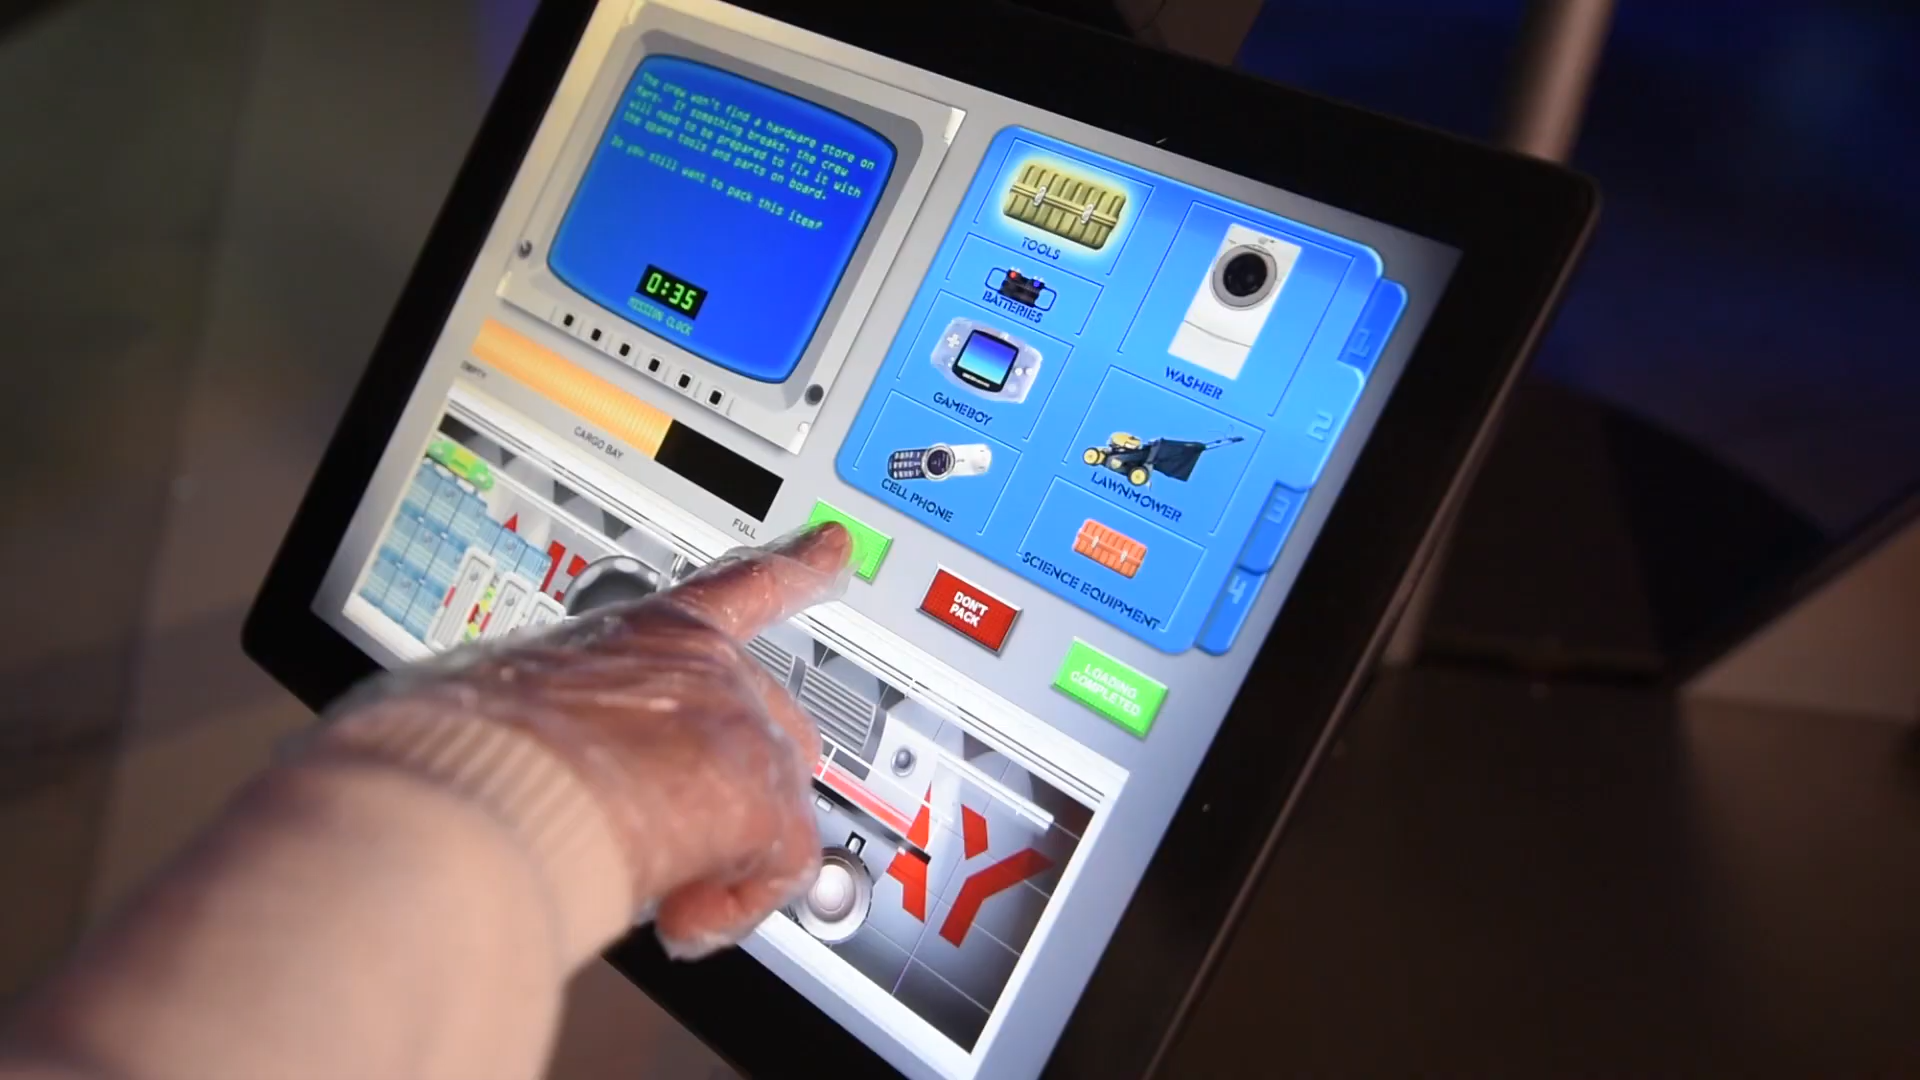 The crew won't find a hardware store on
Mars. If something breaks, the crew
will need to be prepared to fix it with
the spare tools and parts on board.
Do you still want to pack this item?
0:35
MISSION CLOCK
EMPTY
CARGO BAY
FULL
TOOLS
BATTERIES
GAMEBOY
CELL PHONE
WASHER
LAWNMOWER
SCIENCE EQUIPMENT
1
2
3
4
DON'T
PACK
LOADING
COMPLETED
AY